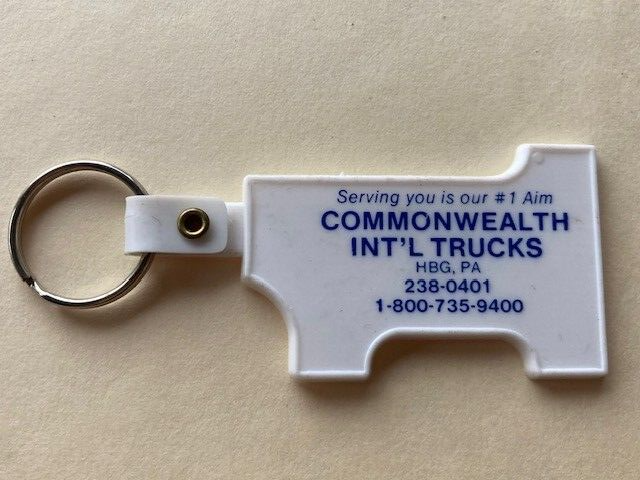 Serving you is our #1 Aim
COMMONWEALTH
INT'L TRUCKS
HBG, PA
238-0401
1-800-735-9400